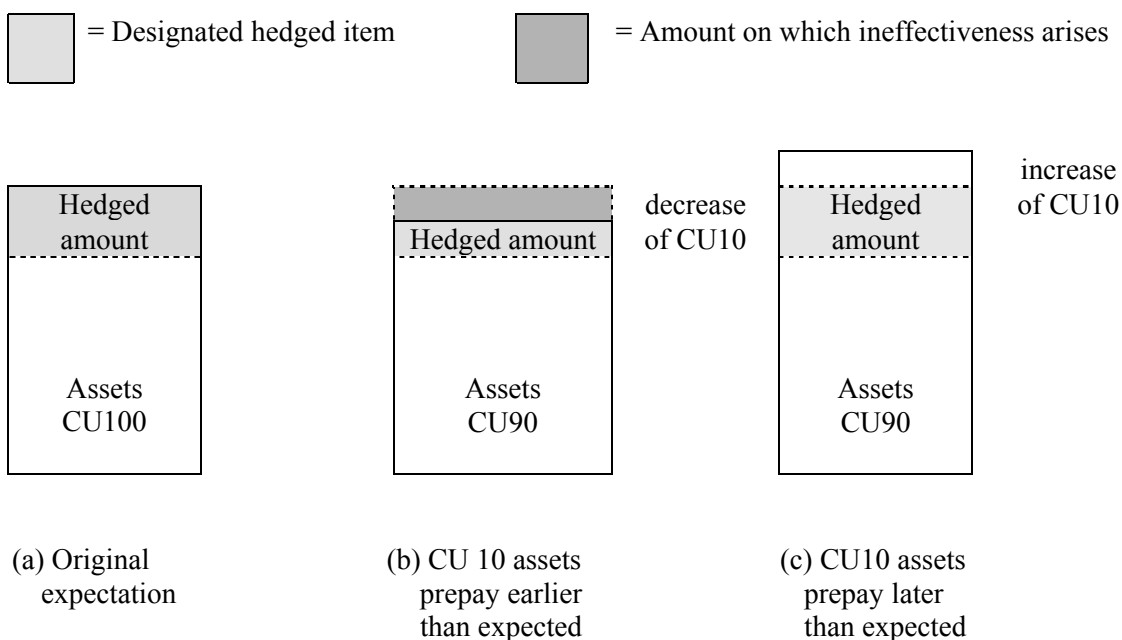 = Designated hedged item
= Amount on which ineffectiveness arises
Hedged
amount
Assets
CU100
(a) Original
expectation
Hedged amount
decrease
of CU10
Assets
CU90
(b) CU 10 assets
prepay earlier
than expected
Hedged
amount
increase
of CU10
Assets
CU90
(c) CU10 assets
prepay later
than expected